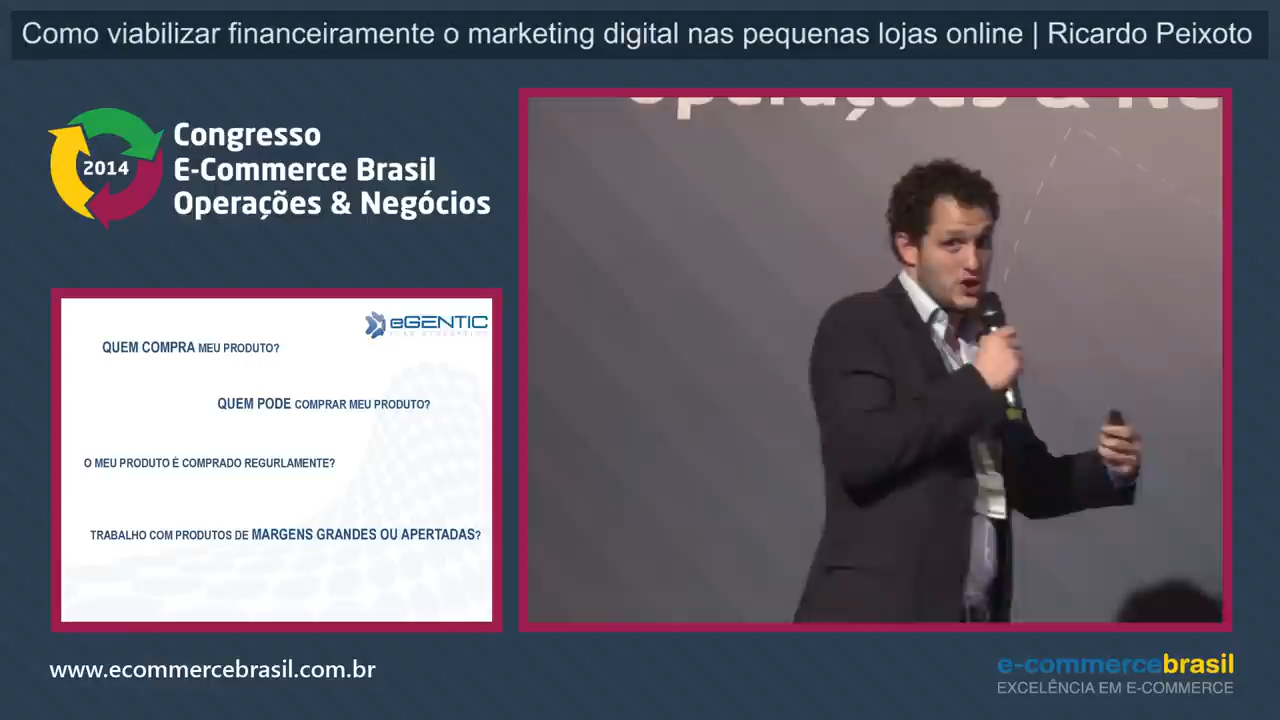 Como viabilizar financeiramente o marketing digital nas pequenas lojas online | Ricardo Peixoto
2014
Congresso
E-Commerce Brasil
Operações & Negócios
eGENTIC
QUEM COMPRA MEU PRODUTO?
QUEM PODE COMPRAR MEU PRODUTO?
O MEU PRODUTO É COMPRADO REGURLAMENTE?
TRABALHO COM PRODUTOS DE MARGENS GRANDES OU APERTADAS?
www.ecommercebrasil.com.br
e-commercebrasil
EXCELÊNCIA EM E-COMMERCE